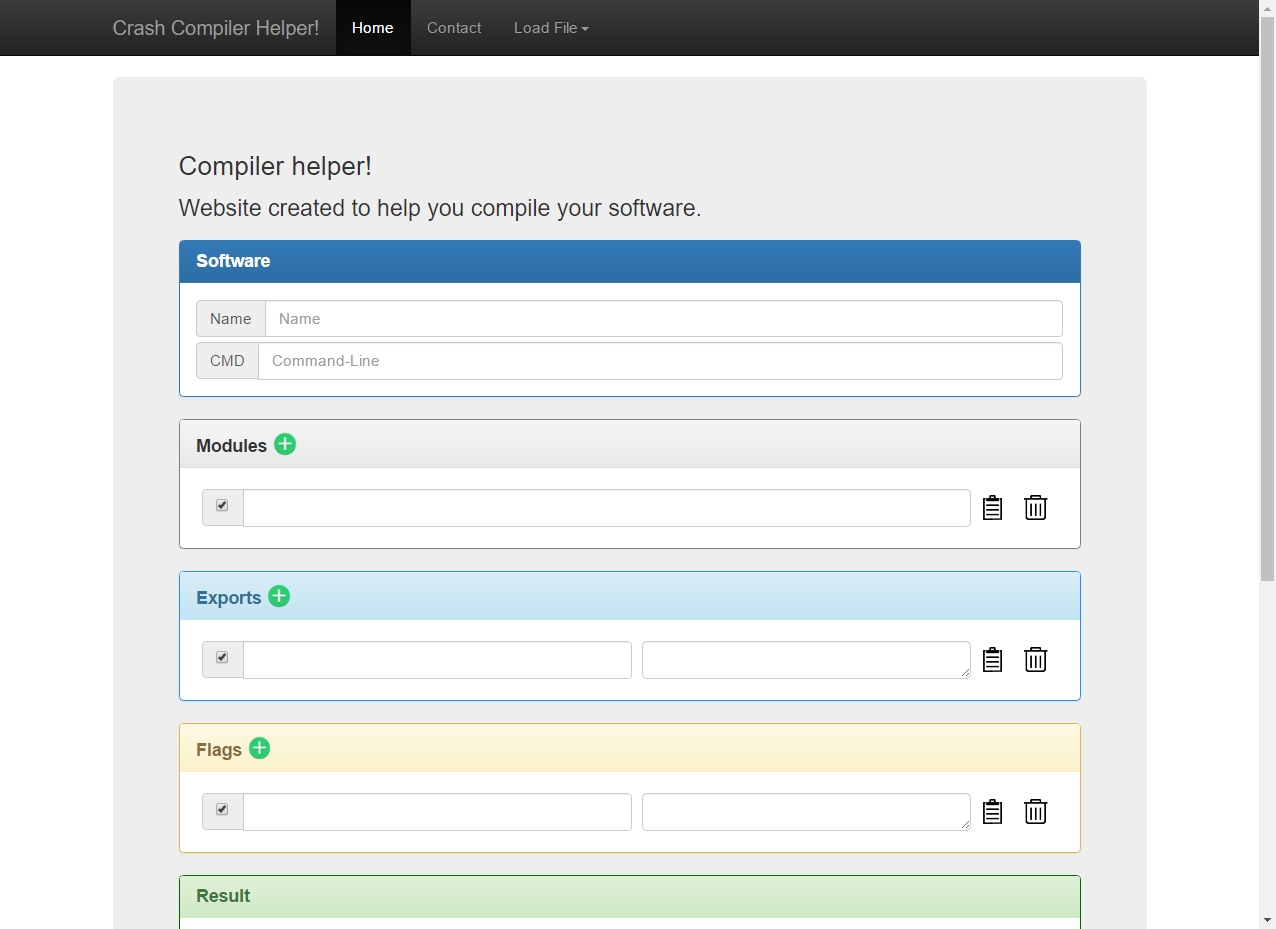 Crash Compiler Helper! Home Contact Load File
Compiler helper!
Website created to help you compile your software.
Software
Name Name
CMD Command-Line
Modules
Exports
Flags
Result